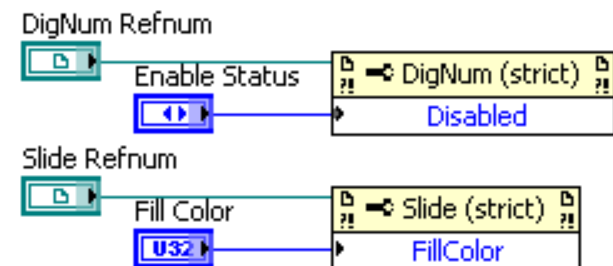 DigNum Refnum
Enable Status
DigNum (strict)
Disabled
Slide Refnum
Fill Color
Slide (strict)
U32
FillColor